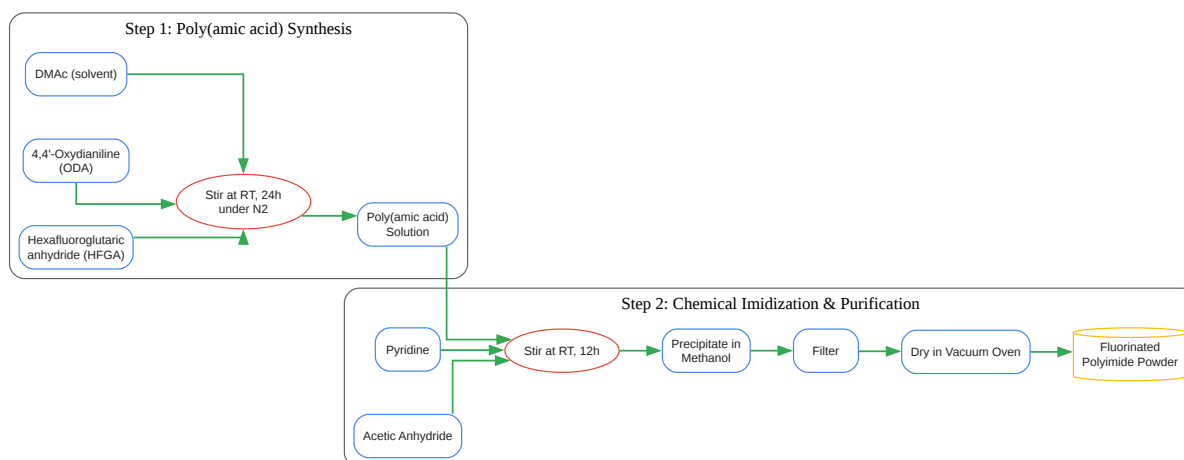 Step 1: Poly(amic acid) Synthesis
DMAc (solvent)
4,4'-Oxydianiline
(ODA)
Stir at RT, 24h
under N2
Hexafluoroglutaric
anhydride (HFGA)
Poly(amic acid)
Solution
Step 2: Chemical Imidization & Purification
Pyridine
Stir at RT, 12h
Precipitate in
Methanol
Filter
Dry in Vacuum Oven
Fluorinated
Polyimide Powder
Acetic Anhydride